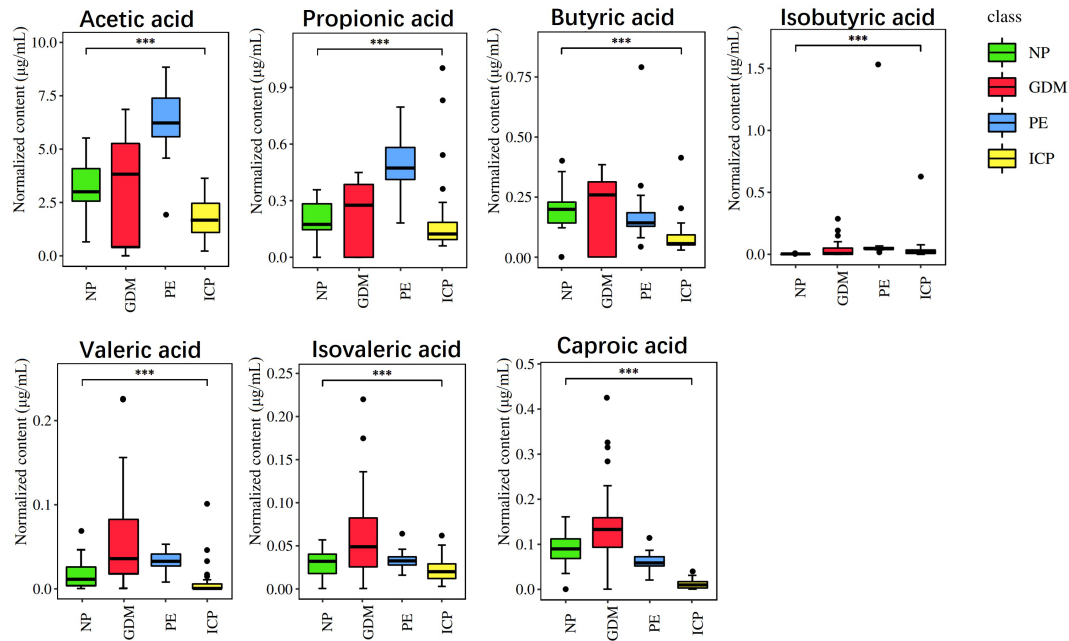 Acetic acid
Normalized content (µg/mL)
10.0
7.5
5.0
2.5
0.0
***
NP
GDM
PE
ICP
Propionic acid
Normalized content (µg/mL)
0.9
0.6
0.3
0.0
***
NP
GDM
PE
ICP
Butyric acid
Normalized content (µg/mL)
0.75
0.50
0.25
0.00
***
NP
GDM
PE
ICP
Isobutyric acid
Normalized content (µg/mL)
1.5
1.0
0.5
0.0
***
NP
GDM
PE
ICP
class
NP
GDM
PE
ICP
Valeric acid
Normalized content (µg/mL)
0.2
0.1
0.0
***
NP
GDM
PE
ICP
Isovaleric acid
Normalized content (µg/mL)
0.25
0.20
0.15
0.10
0.05
0.00
***
NP
GDM
PE
ICP
Caproic acid
Normalized content (µg/mL)
0.5
0.4
0.3
0.2
0.1
0.0
***
NP
GDM
PE
ICP